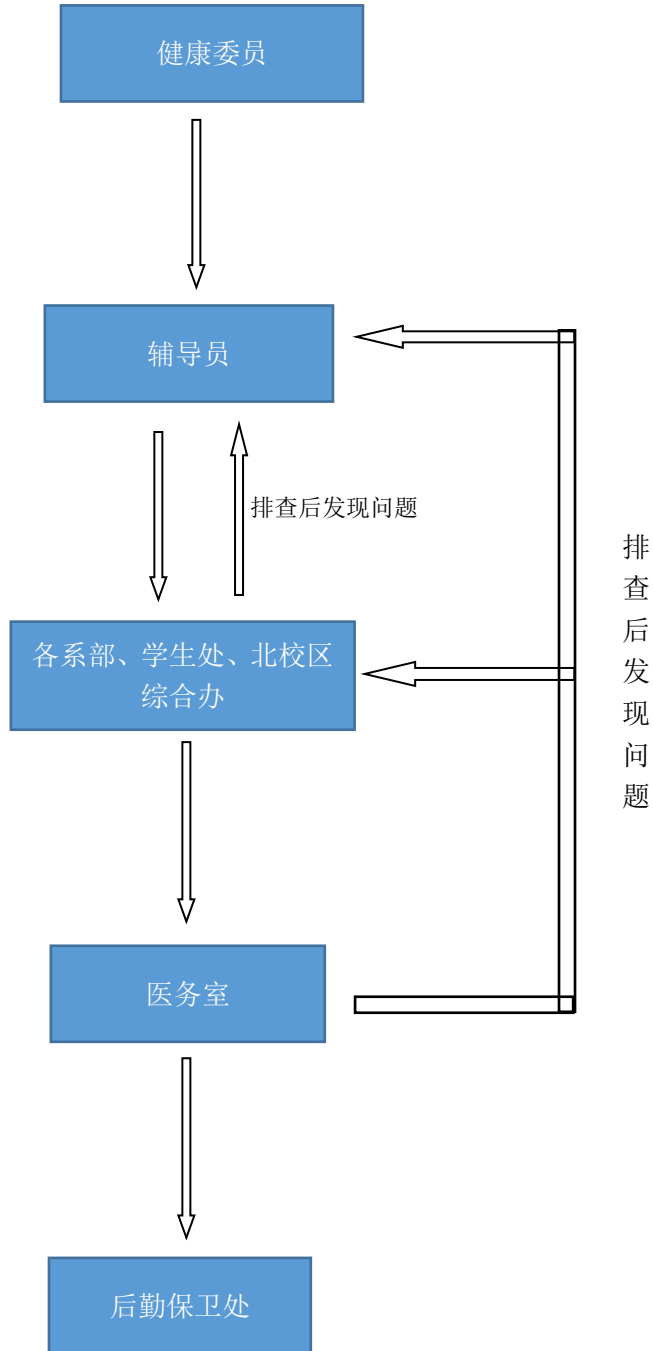 健康委员
辅导员
排查后发现问题
各系部、学生处、北校区
综合办
医务室
后勤保卫处
排
查
后
发
现
问
题